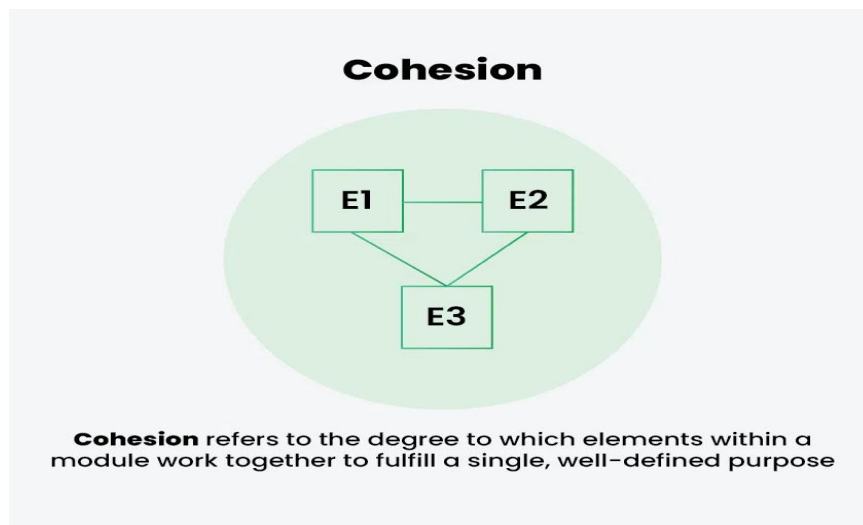 Cohesion
E1
E2
E3
Cohesion refers to the degree to which elements within a
module work together to fulfill a single, well-defined purpose